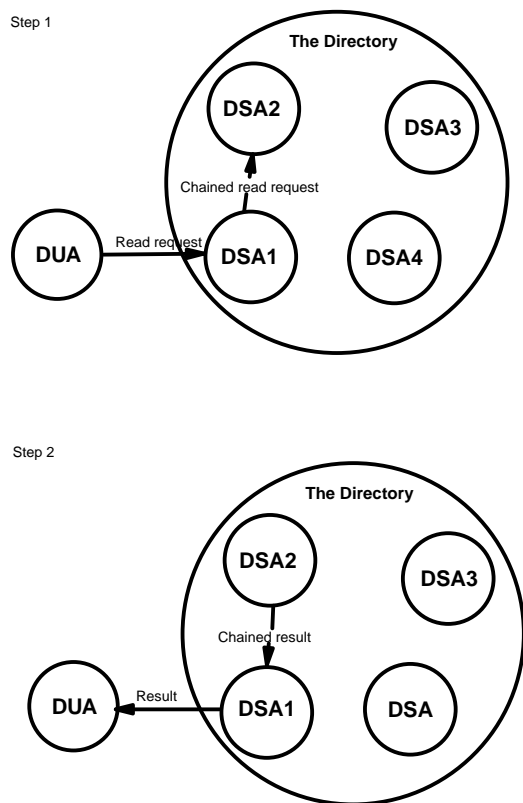 Step 1
The Directory
DSA2
DSA3
Chained read request
Read request
DUA
DSA1
DSA4
Step 2
The Directory
DSA2
DSA3
Chained result
Result
DUA
DSA1
DSA